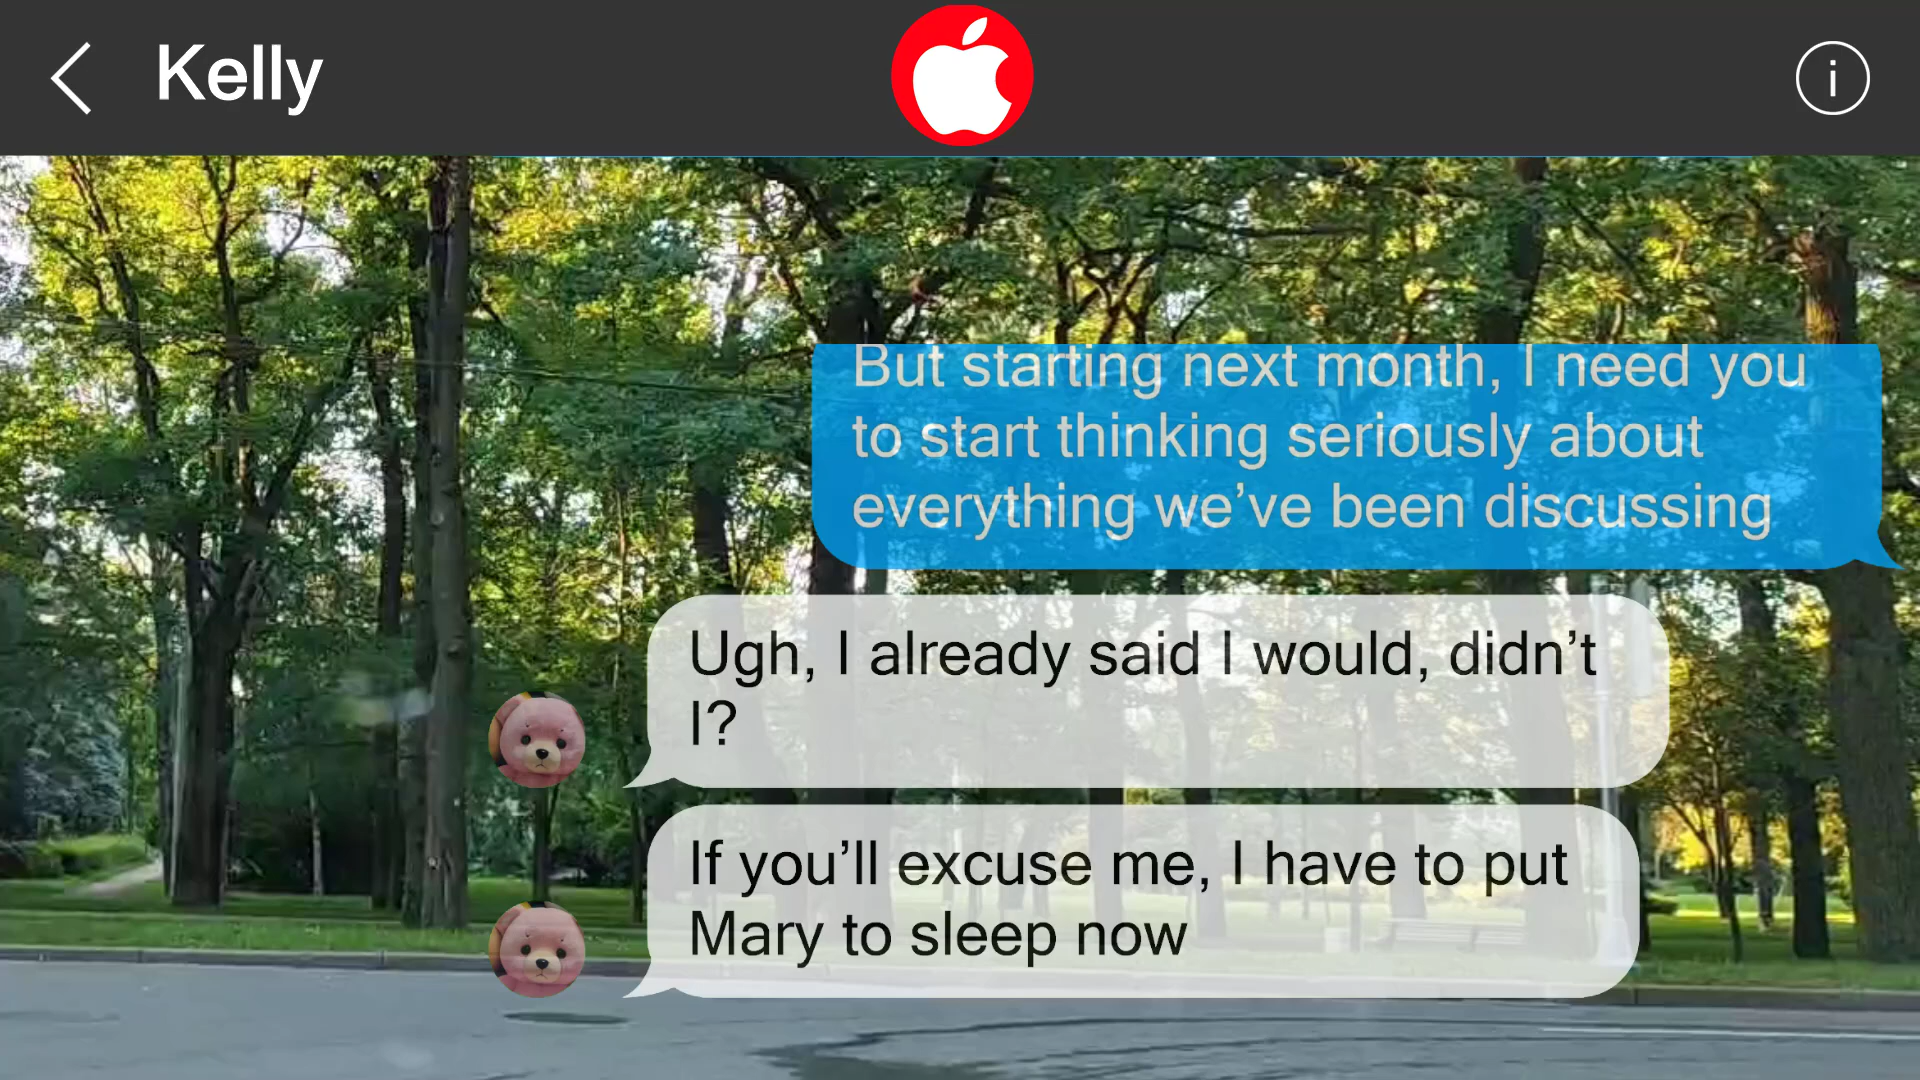 Kelly
i
But starting next month, I need you
to start thinking seriously about
everything we’ve been discussing
Ugh, I already said I would, didn’t
I?
If you’ll excuse me, I have to put
Mary to sleep now